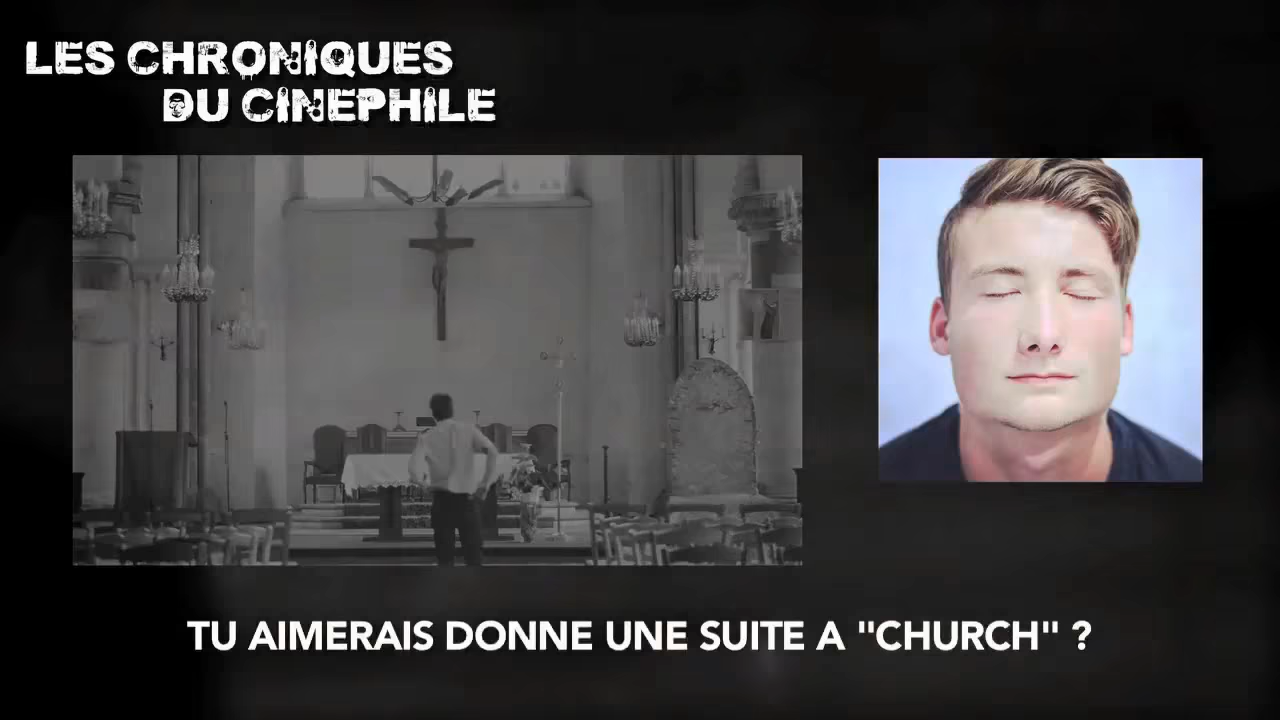 LES CHRONIQUES
DU CINEPHILE
TU AIMERAIS DONNE UNE SUITE A "CHURCH" ?